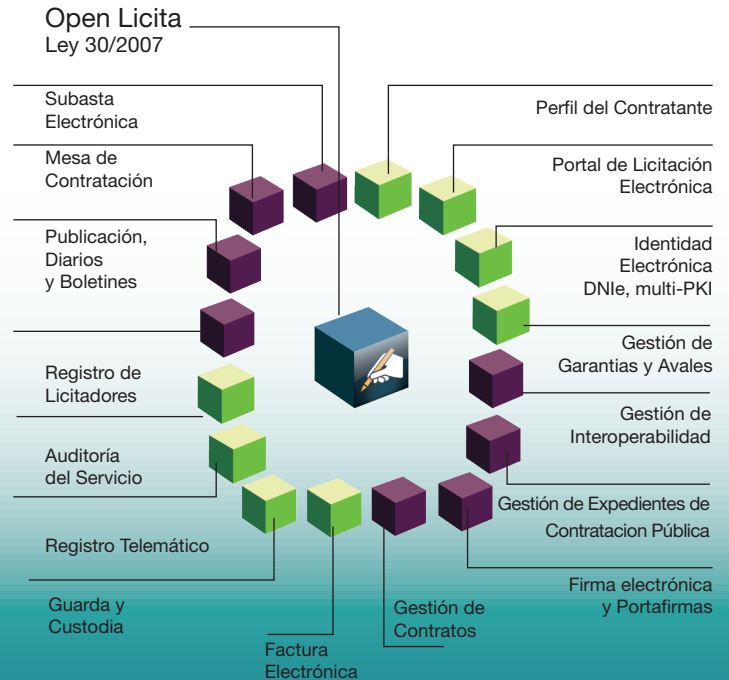 Open Licita
Ley 30/2007
Subasta
Electrónica
Mesa de
Contratación
Publicación,
Diarios
y Boletines
Registro de
Licitadores
Auditoría
del Servicio
Registro Telemático
Guarda y
Custodia
Factura
Electrónica
Gestión de
Contratos
Perfil del Contratante
Portal de Licitación
Electrónica
Identidad
Electrónica
DNIe, multi-PKI
Gestión de
Garantias y Avales
Gestión de
Interoperabilidad
Gestión de Expedientes de
Contratacion Pública
Firma electrónica
y Portafirmas